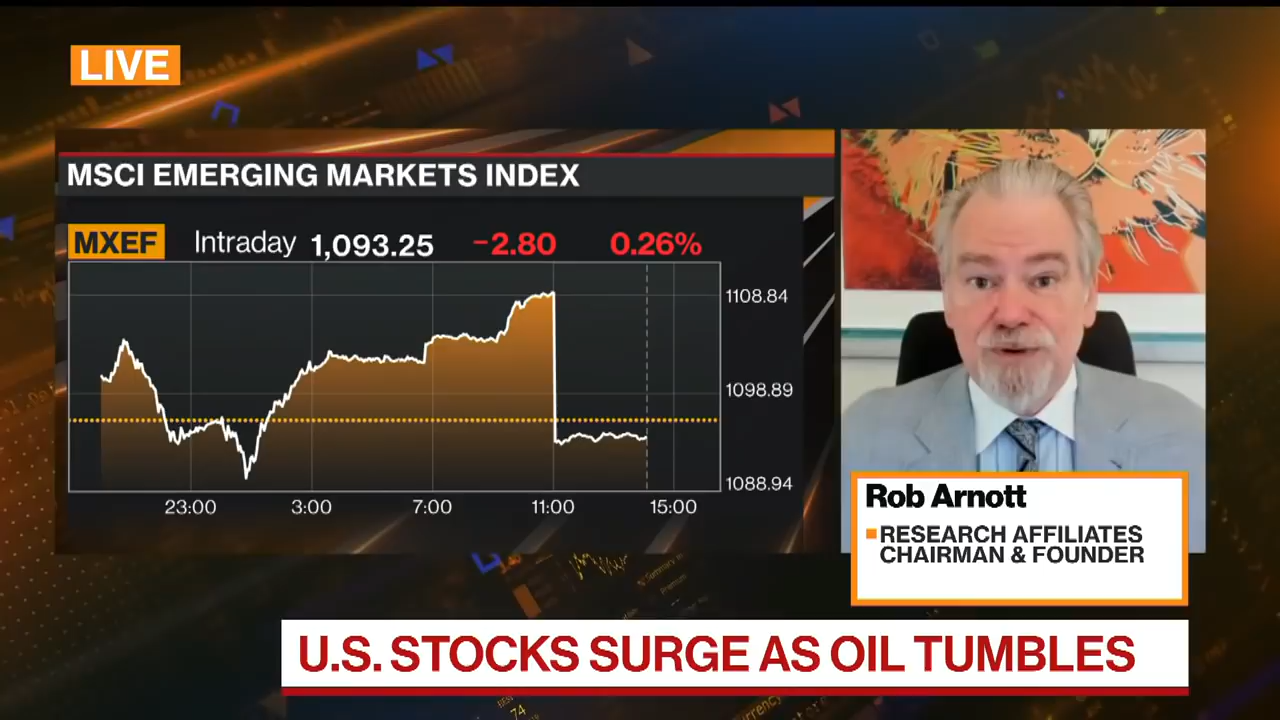 LIVE
MSCI EMERGING MARKETS INDEX
MXEF Intraday 1,093.25 -2.80 0.26%
1108.84
1098.89
1088.94
23:00 3:00 7:00 11:00 15:00
Rob Arnott
RESEARCH AFFILIATES
CHAIRMAN & FOUNDER
U.S. STOCKS SURGE AS OIL TUMBLES
74